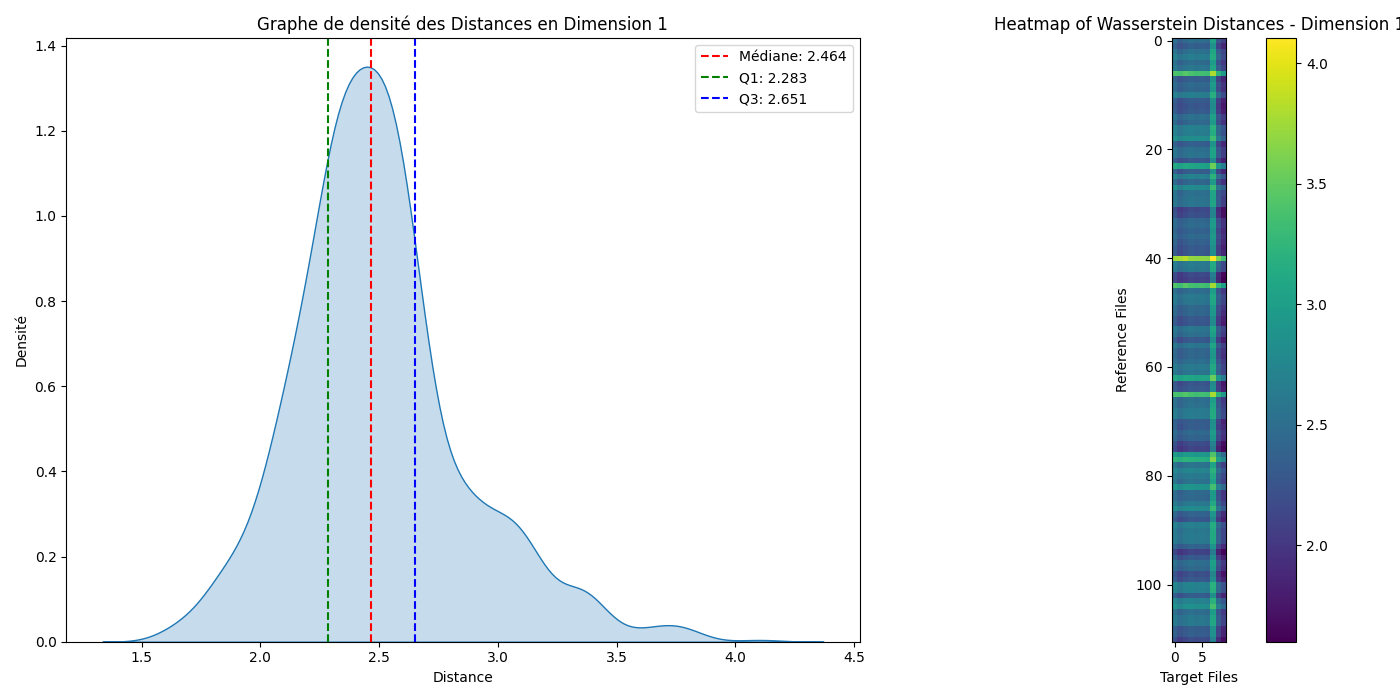 Graphe de densité des Distances en Dimension 1
Densité
1.4
1.2
1.0
0.8
0.6
0.4
0.2
0.0
1.5 2.0 2.5 3.0 3.5 4.0 4.5
Distance
Médiane: 2.464
Q1: 2.283
Q3: 2.651
Heatmap of Wasserstein Distances - Dimension 1
Reference Files
0
20
40
60
80
100
0 5
Target Files
4.0
3.5
3.0
2.5
2.0